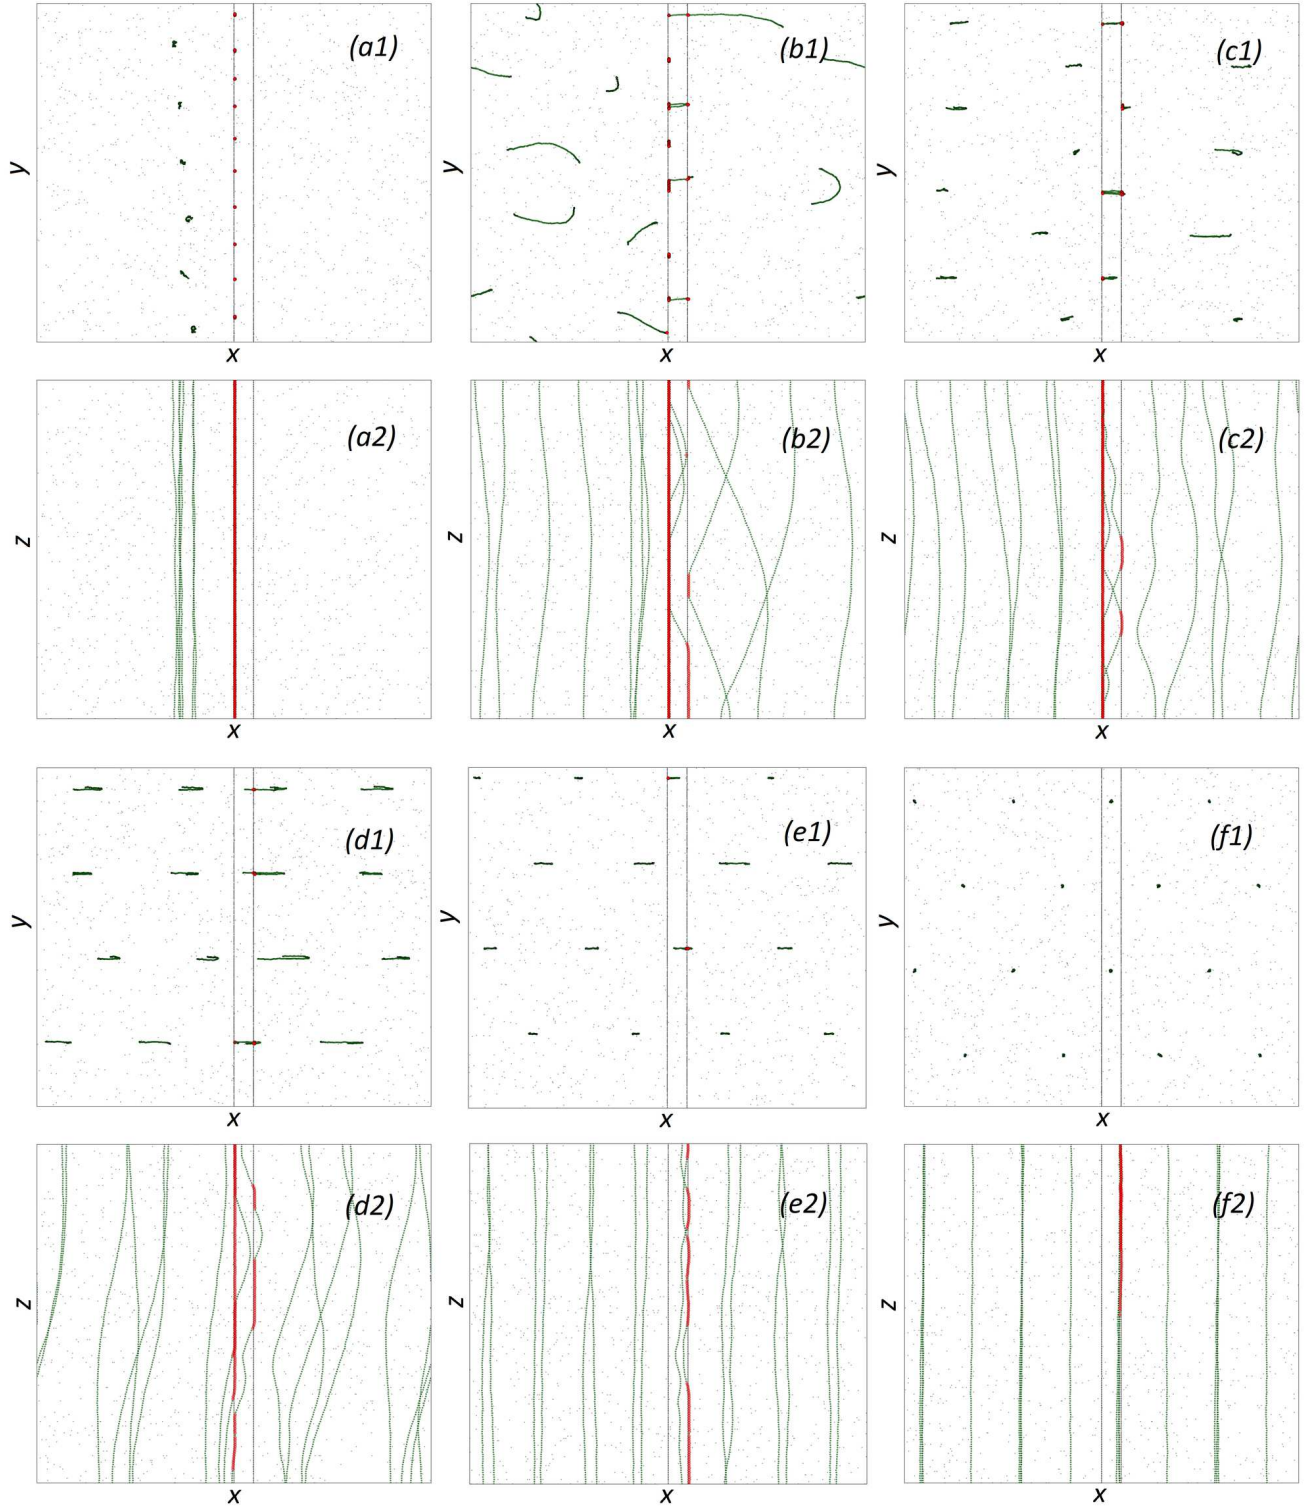 (a1) (b1) (c1)
y y y
x x x
(a2) (b2) (c2)
z z z
x x x
(d1) (e1) (f1)
y y y
x x x
(d2) (e2) (f2)
z z z
x x x